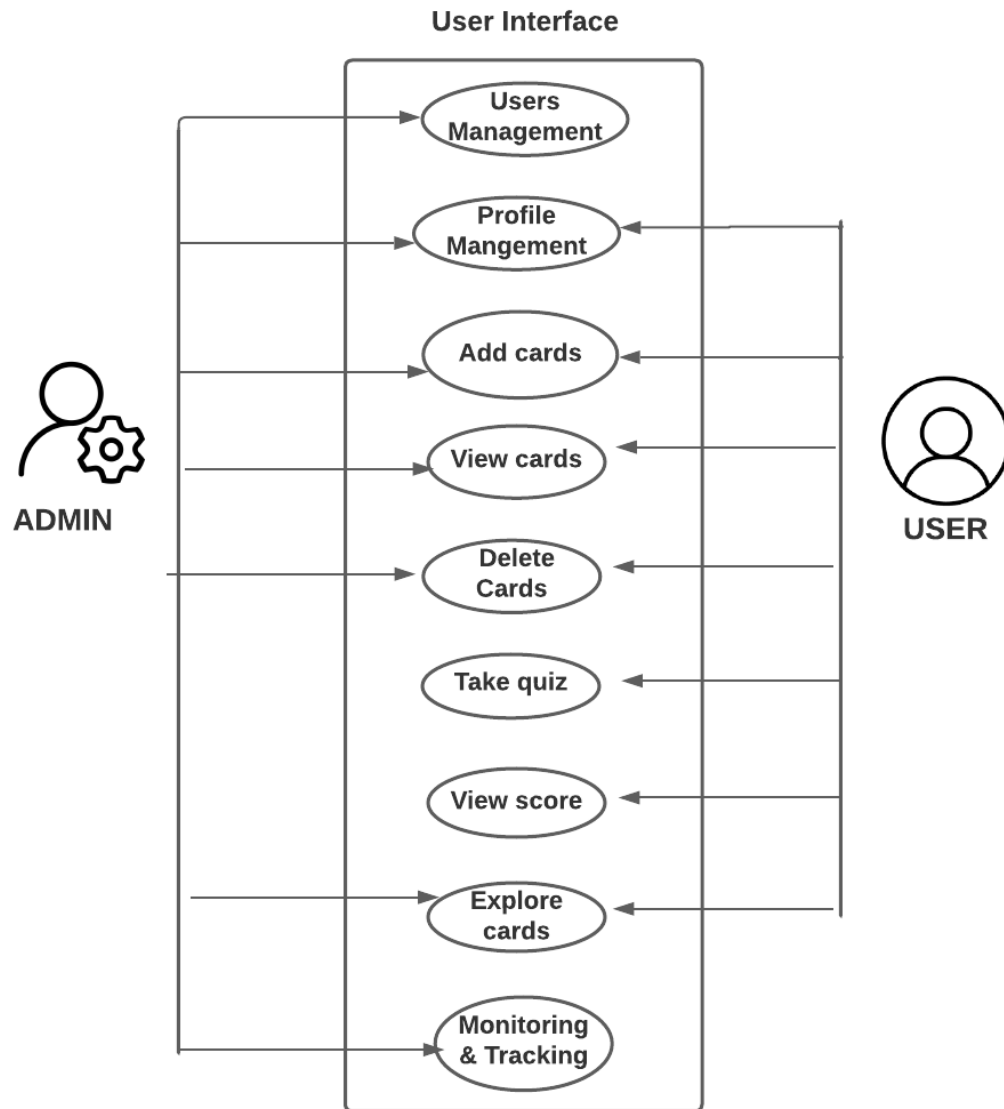 User Interface
Users
Management
Profile
Mangement
Add cards
View cards
ADMIN
USER
Delete
Cards
Take quiz
View score
Explore
cards
Monitoring
& Tracking